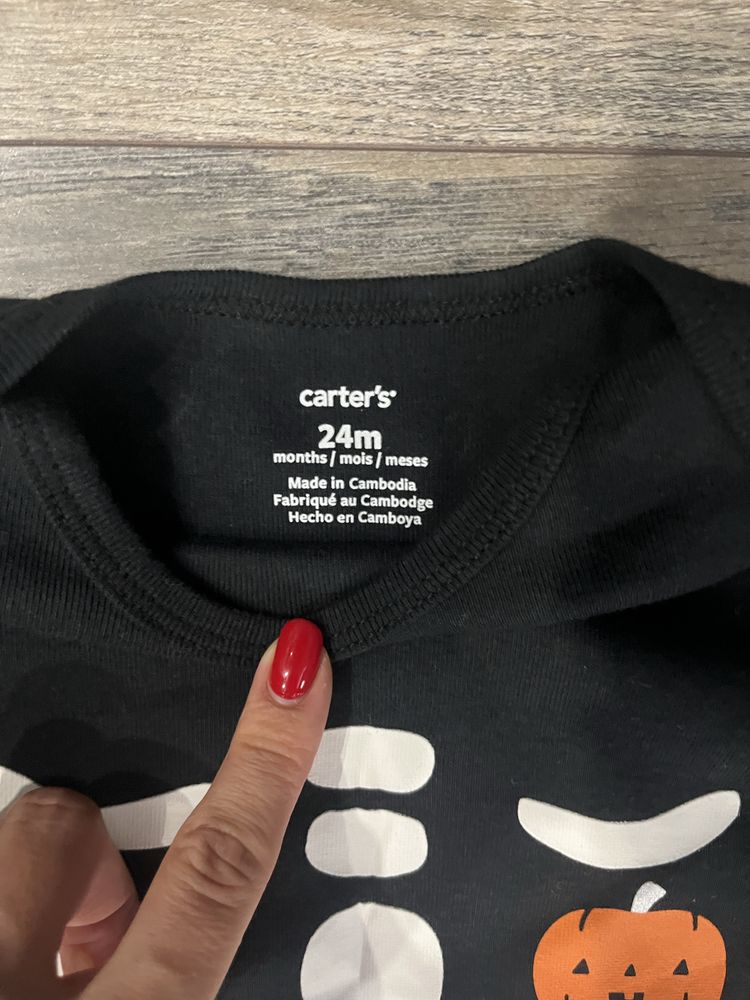 carter's
24m
months / mois / meses
Made in Cambodia
Fabriqué au Cambodge
Hecho en Camboya